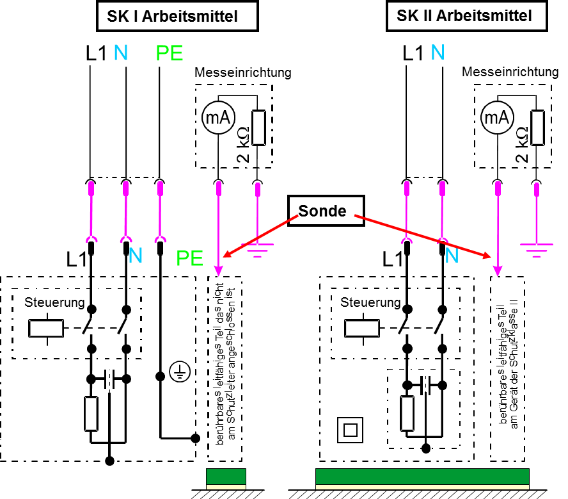 SK I Arbeitsmittel
SK II Arbeitsmittel
L1 N PE
L1 N
Messeinrichtung
Messeinrichtung
mA
2 kΩ
mA
2 kΩ
Sonde
L1 N PE
L1 N
Steuerung
Steuerung
berührbares leitfähiges Teil das nicht
am Schutzleiter angeschlossen ist
berührbares leitfähiges Teil
am Gerät der Schutzklasse II